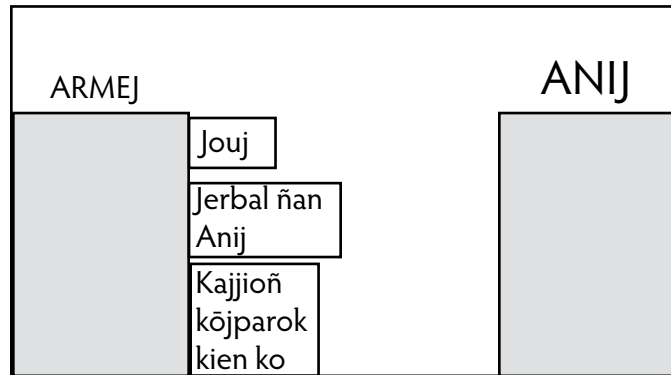 ARMEJ
ANIJ
Jouj
Jerbal ñan
Anij
Kajjioñ
kōjparok
kien ko